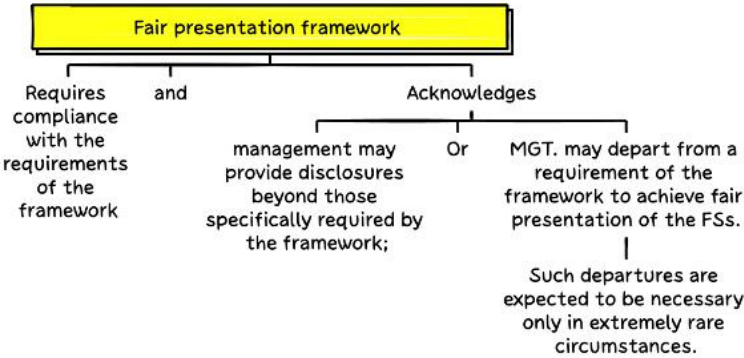 Fair presentation framework
Requires
compliance
with the
requirements
of the
framework
and
Acknowledges
management may
provide disclosures
beyond those
specifically required by
the framework;
Or
MGT. may depart from a
requirement of the
framework to achieve fair
presentation of the FSs.
Such departures are
expected to be necessary
only in extremely rare
circumstances.